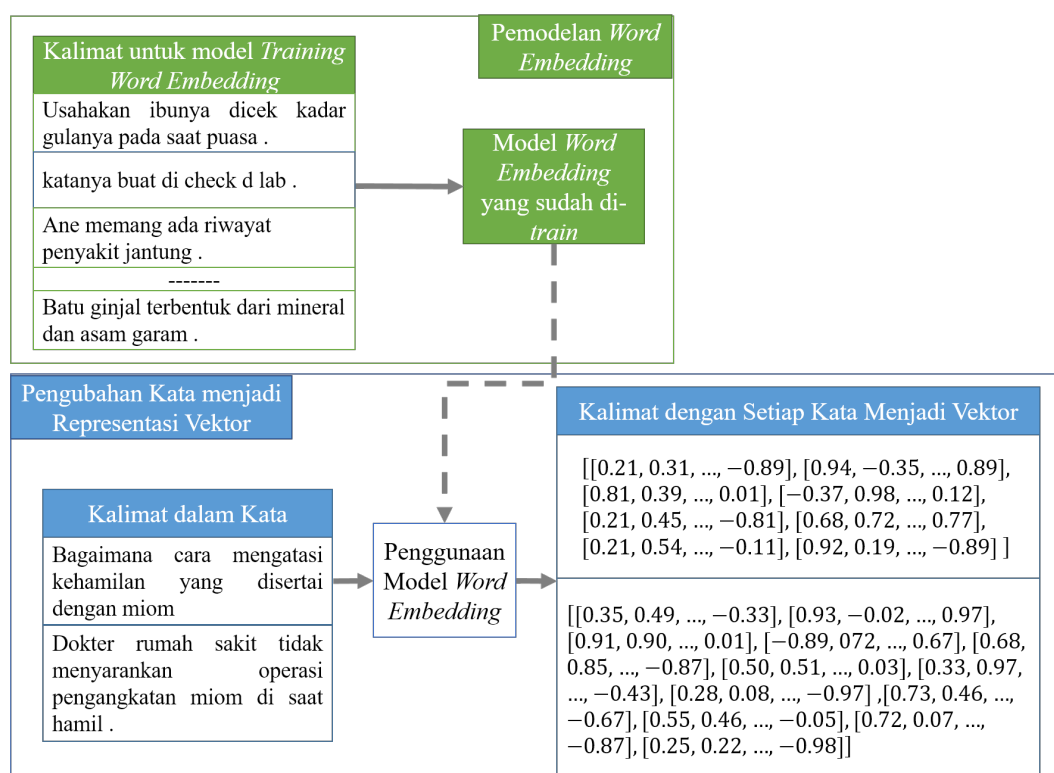 Pemodelan Word
Embedding
Kalimat untuk model Training
Word Embedding
Usahakan ibunya dicek kadar
gulanya pada saat puasa .
katanya buat di check d lab .
Ane memang ada riwayat
penyakit jantung .
-------
Batu ginjal terbentuk dari mineral
dan asam garam .
Model Word
Embedding
yang sudah di-
train
Pengubahan Kata menjadi
Representasi Vektor
Kalimat dalam Kata
Bagaimana cara mengatasi
kehamilan yang disertai
dengan miom
Dokter rumah sakit tidak
menyarankan operasi
pengangkatan miom di saat
hamil .
Penggunaan
Model Word
Embedding
Kalimat dengan Setiap Kata Menjadi Vektor
[[0.21, 0.31, …, −0.89], [0.94, −0.35, …, 0.89],
[0.81, 0.39, …, 0.01], [−0.37, 0.98, …, 0.12],
[0.21, 0.45, …, −0.81], [0.68, 0.72, …, 0.77],
[0.21, 0.54, …, −0.11], [0.92, 0.19, …, −0.89] ]
[[0.35, 0.49, …, −0.33], [0.93, −0.02, …, 0.97],
[0.91, 0.90, …, 0.01], [−0.89, 072, …, 0.67], [0.68,
0.85, …, −0.87], [0.50, 0.51, …, 0.03], [0.33, 0.97,
…, −0.43], [0.28, 0.08, …, −0.97] ,[0.73, 0.46, …,
−0.67], [0.55, 0.46, …, −0.05], [0.72, 0.07, …,
−0.87], [0.25, 0.22, …, −0.98]]